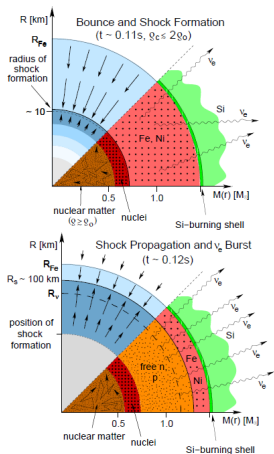 R [km]
Bounce and Shock Formation
(t ~ 0.11s, ϱc ≤ 2ϱo)
RFe
radius of
shock
formation
νe
νe
Si
~ 10
Fe, Ni
νe
0.5
1.0
M(r) [M☉]
nuclear matter
(ϱ ≥ ϱo)
nuclei
Si−burning shell
R [km]
Shock Propagation and νe Burst
(t ~ 0.12s)
RFe
Rs ~ 100 km
Rν
νe
νe
Si
position of
shock
formation
Fe
free n,
p
Ni
νe
0.5
1.0
M(r) [M☉]
nuclear matter
nuclei
Si−burning shell